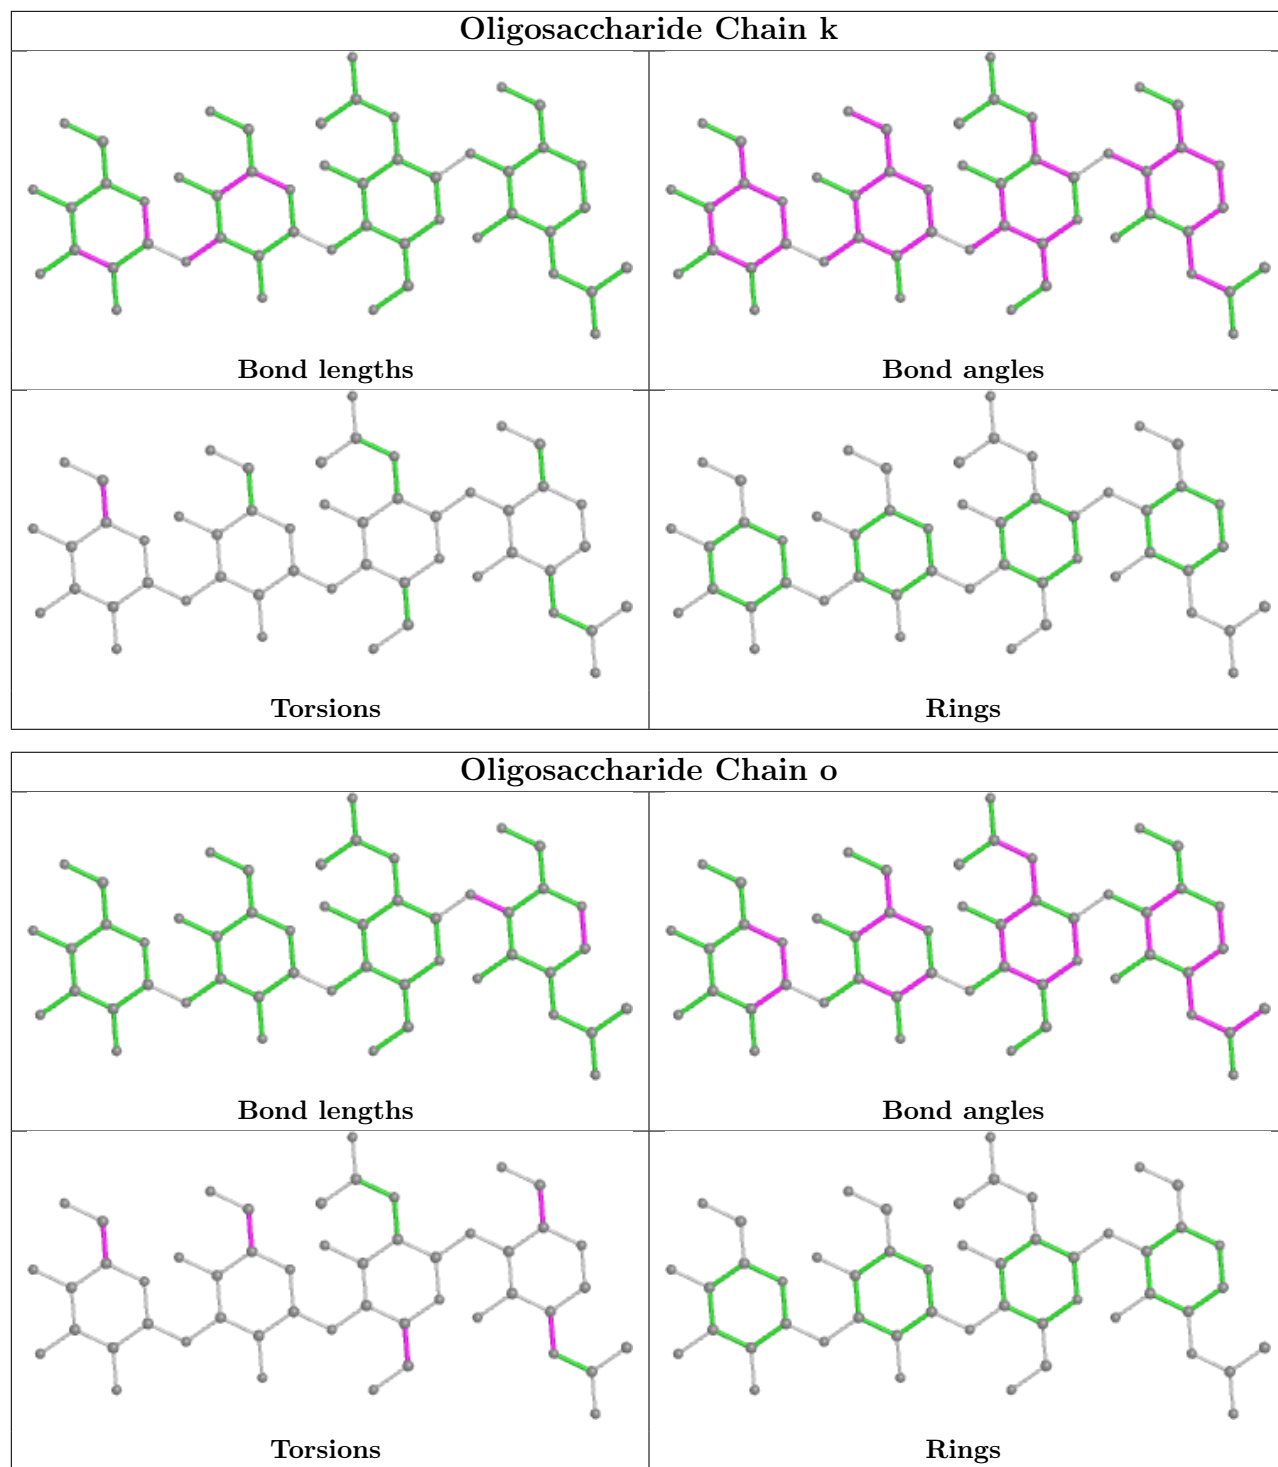 Oligosaccharide Chain k
Bond lengths
Bond angles
Torsions
Rings
Oligosaccharide Chain o
Bond lengths
Bond angles
Torsions
Rings